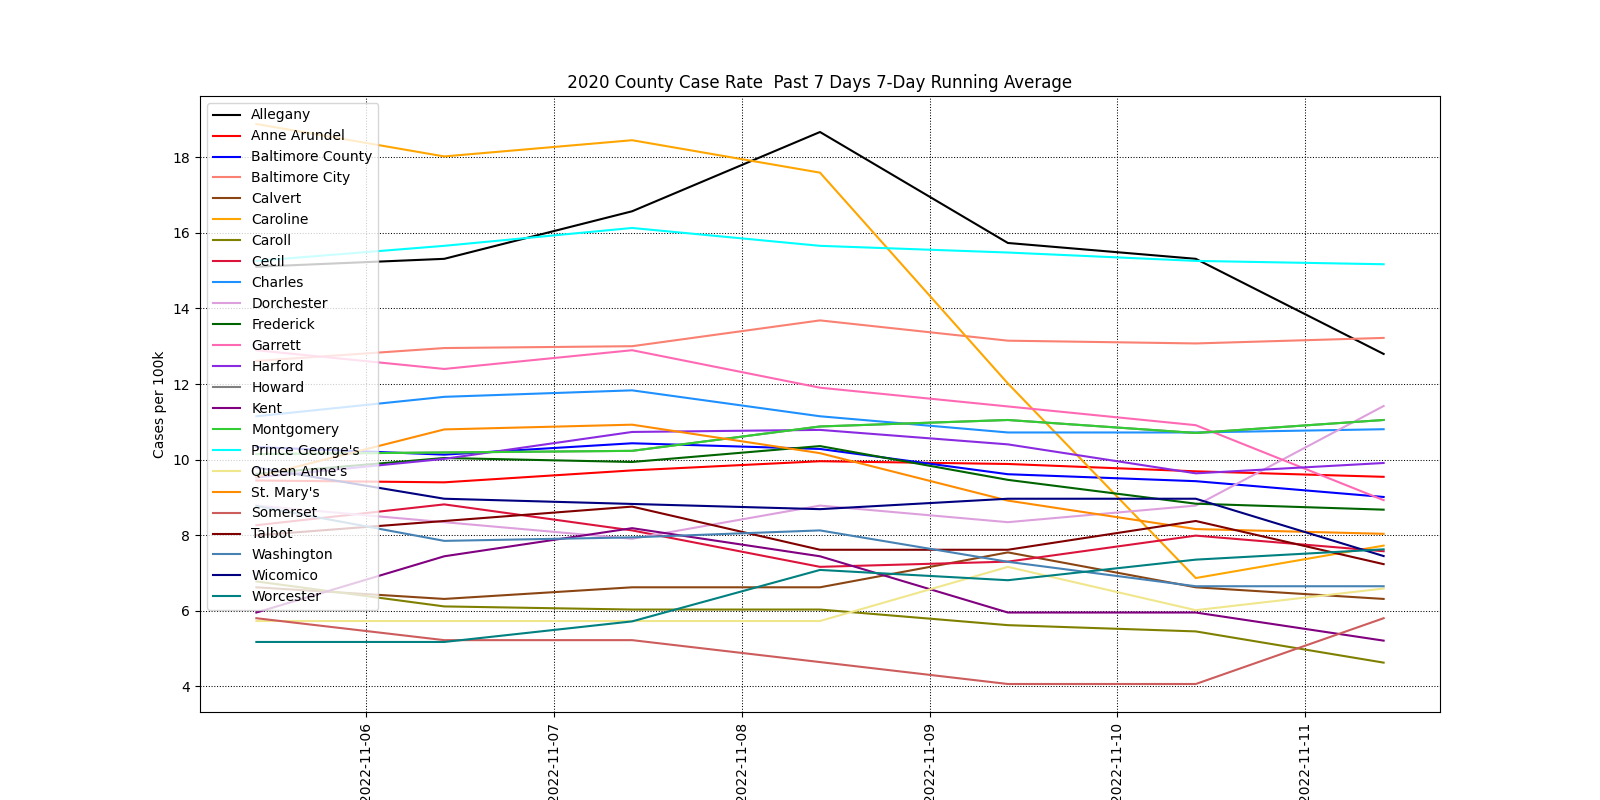 2020 County Case Rate  Past 7 Days 7-Day Running Average
Cases per 100k
18
16
14
12
10
8
6
4
Allegany
Anne Arundel
Baltimore County
Baltimore City
Calvert
Caroline
Caroll
Cecil
Charles
Dorchester
Frederick
Garrett
Harford
Howard
Kent
Montgomery
Prince George's
Queen Anne's
St. Mary's
Somerset
Talbot
Washington
Wicomico
Worcester
2022-11-06
2022-11-07
2022-11-08
2022-11-09
2022-11-10
2022-11-11